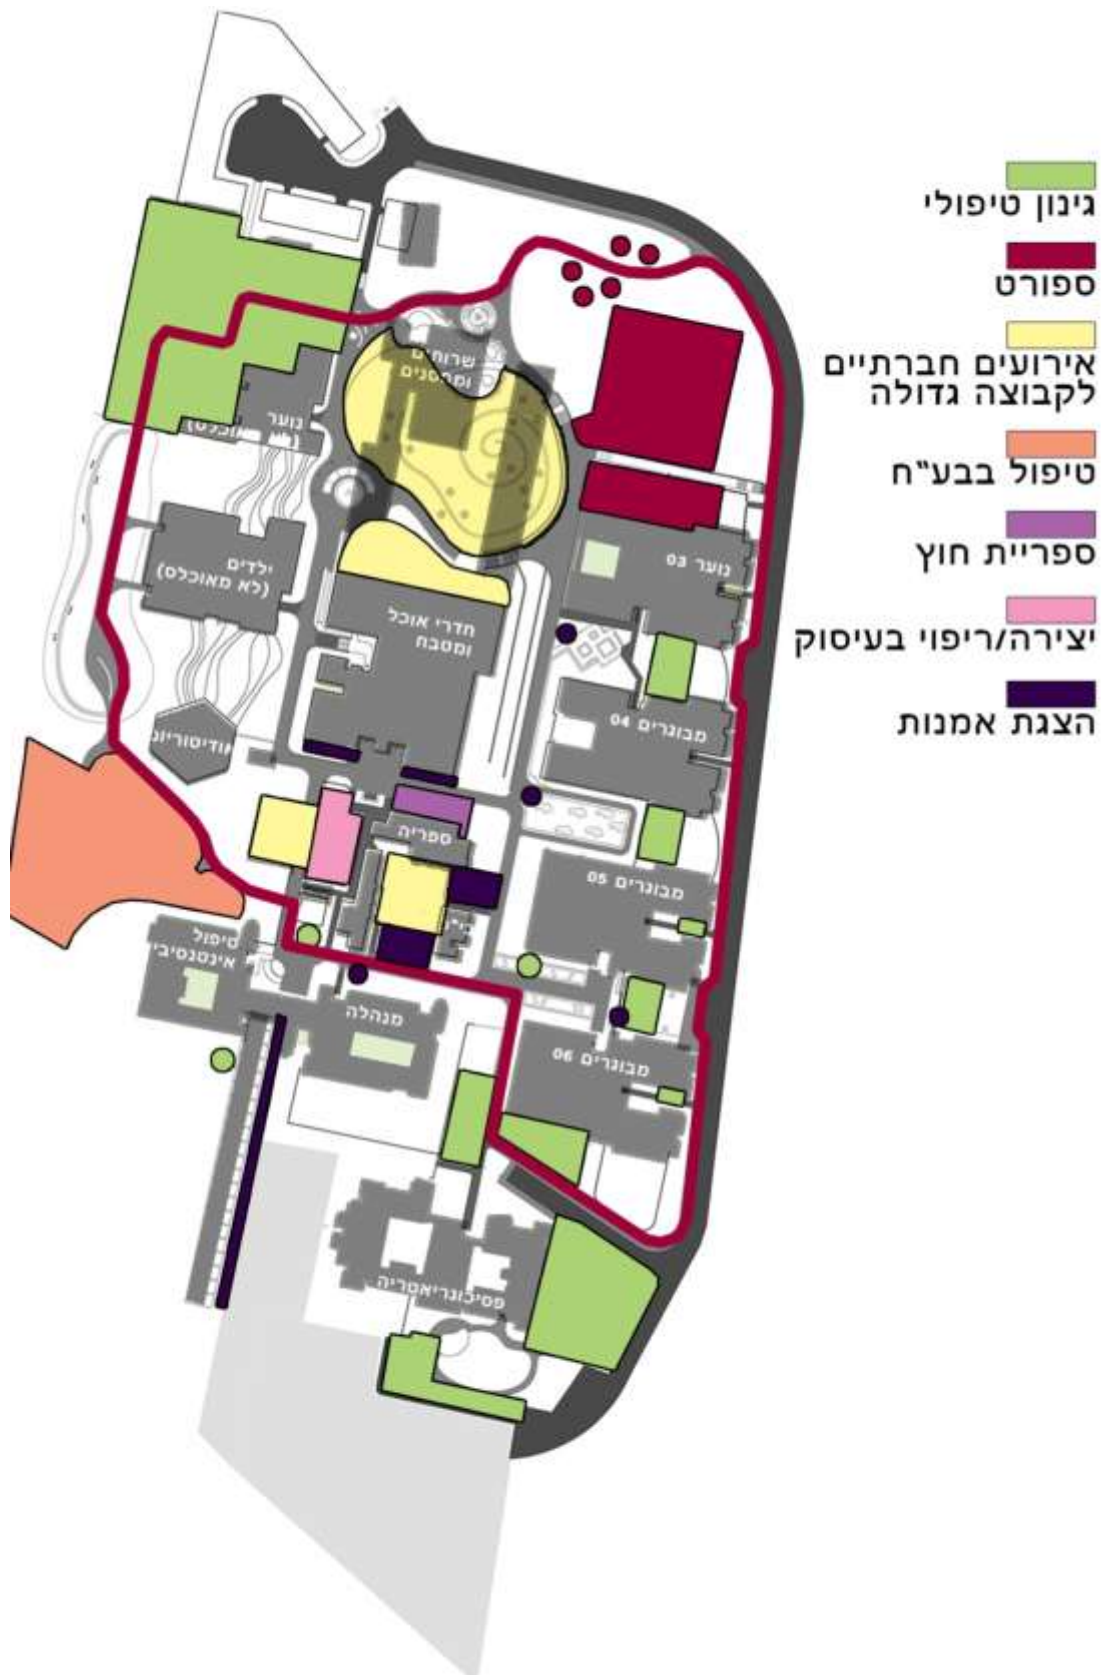 גינון טיפולי
ספורט
אירועים חברתיים
לקבוצה גדולה
טיפול בבע"ח
ספריית חוץ
יצירה/ריפוי בעיסוק
הצגת אמנות
שרותים
ומחסנים
נוער
ילדים
(לא מאוכלס)
נוער 03
חדרי אוכל
ומטבח
מבוגרים 04
אודיטוריום
ספריה
מבוגרים 05
טיפול
אינטנסיבי
מנהלה
מבוגרים 06
פסיכוגריאטריה